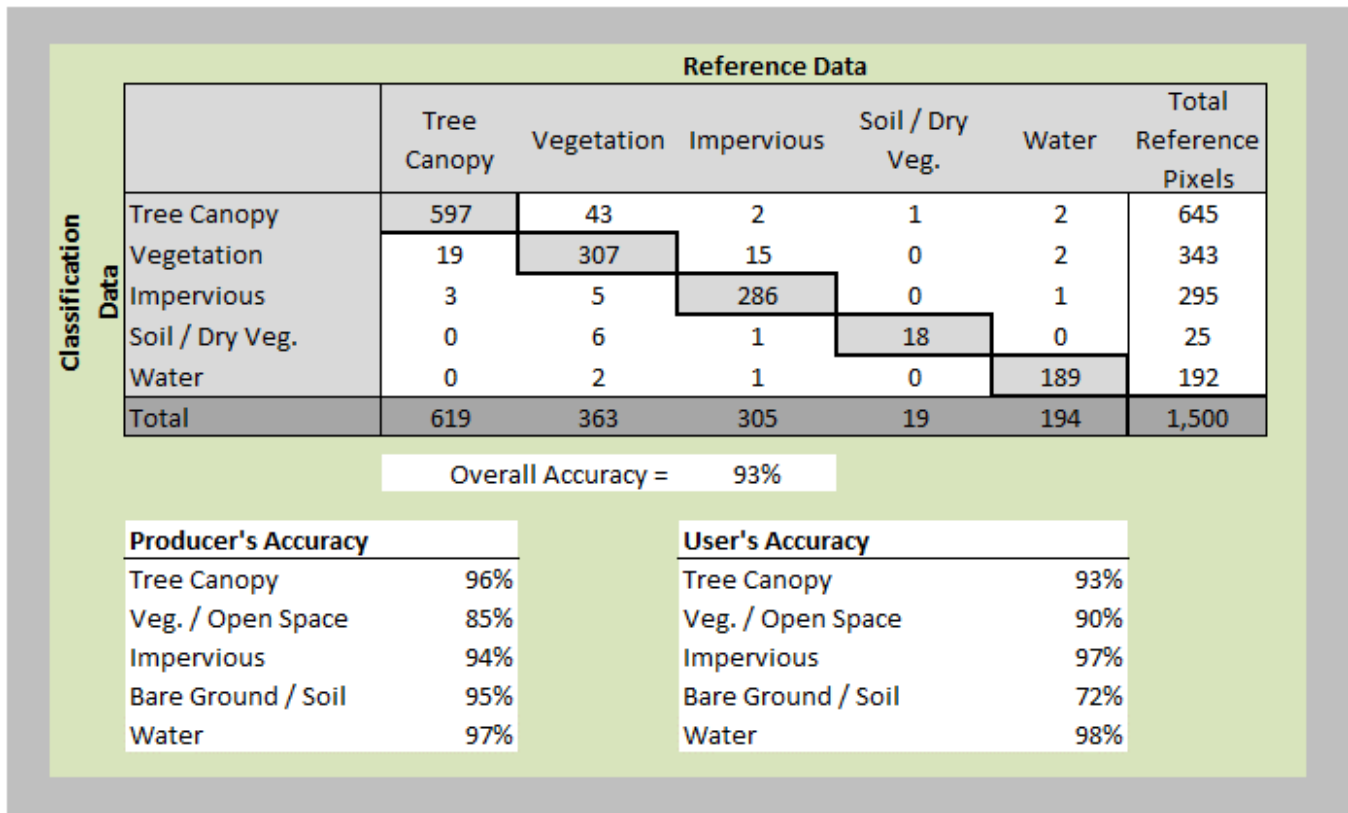 Reference Data
Tree Canopy Vegetation Impervious Soil / Dry Veg. Water Total Reference Pixels
Classification Data
Tree Canopy 597 43 2 1 2 645
Vegetation 19 307 15 0 2 343
Impervious 3 5 286 0 1 295
Soil / Dry Veg. 0 6 1 18 0 25
Water 0 2 1 0 189 192
Total 619 363 305 19 194 1,500
Overall Accuracy = 93%
Producer's Accuracy
Tree Canopy 96%
Veg. / Open Space 85%
Impervious 94%
Bare Ground / Soil 95%
Water 97%
User's Accuracy
Tree Canopy 93%
Veg. / Open Space 90%
Impervious 97%
Bare Ground / Soil 72%
Water 98%